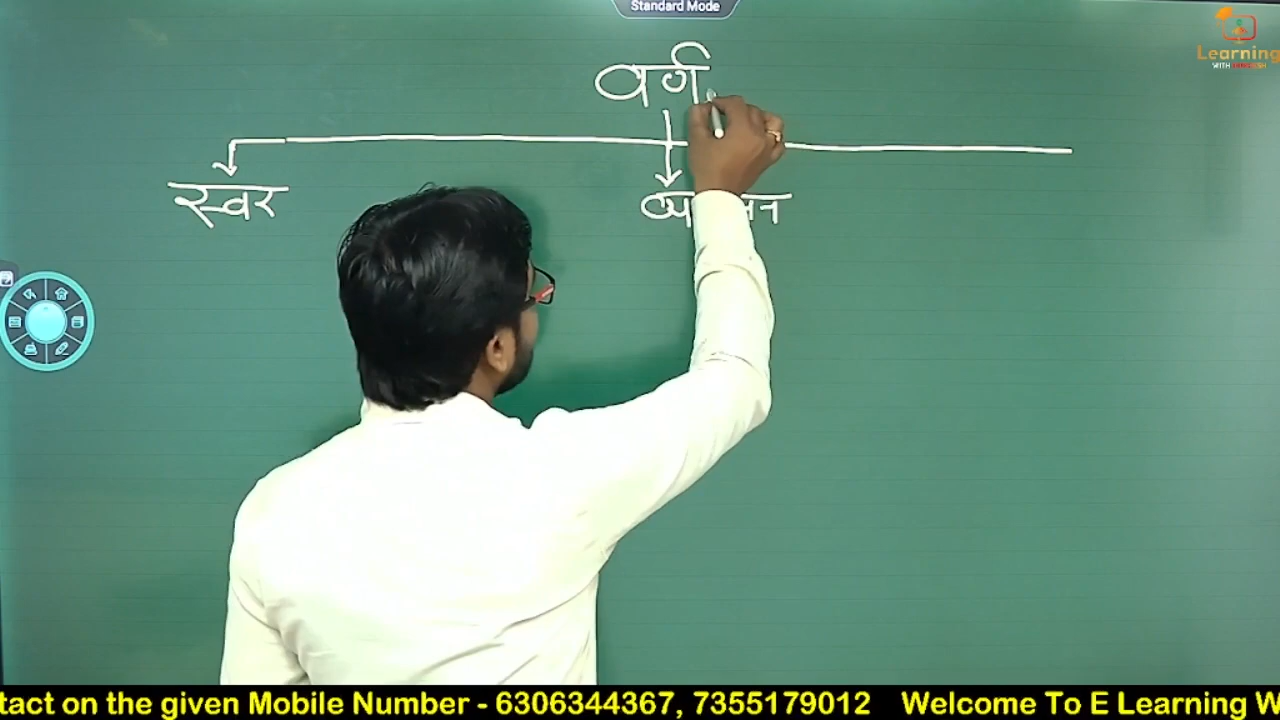 Standard Mode
Learning
वर्ण
स्वर
tact on the given Mobile Number - 6306344367, 7355179012 Welcome To E Learning W